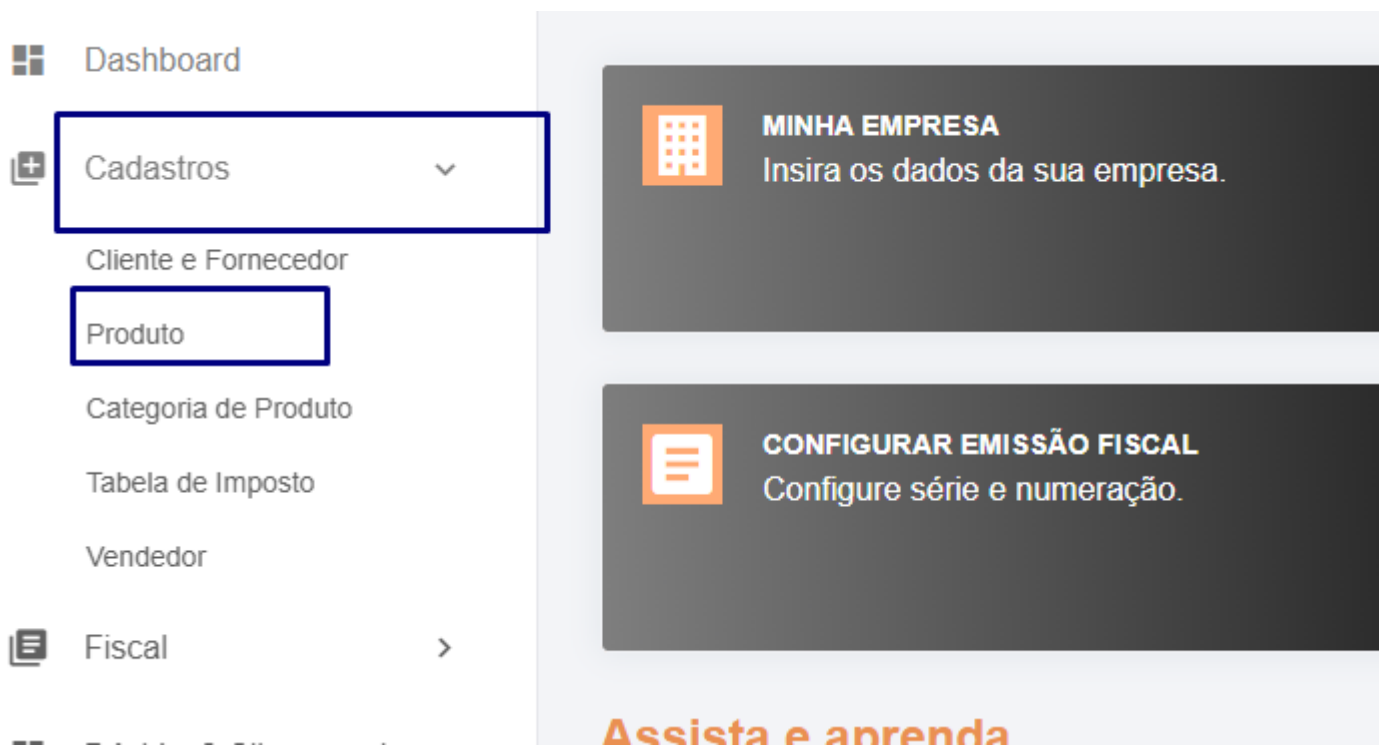 Dashboard
Cadastros
Cliente e Fornecedor
Produto
Categoria de Produto
Tabela de Imposto
Vendedor
Fiscal
MINHA EMPRESA
Insira os dados da sua empresa.
CONFIGURAR EMISSÃO FISCAL
Configure série e numeração.
Assista e aprenda